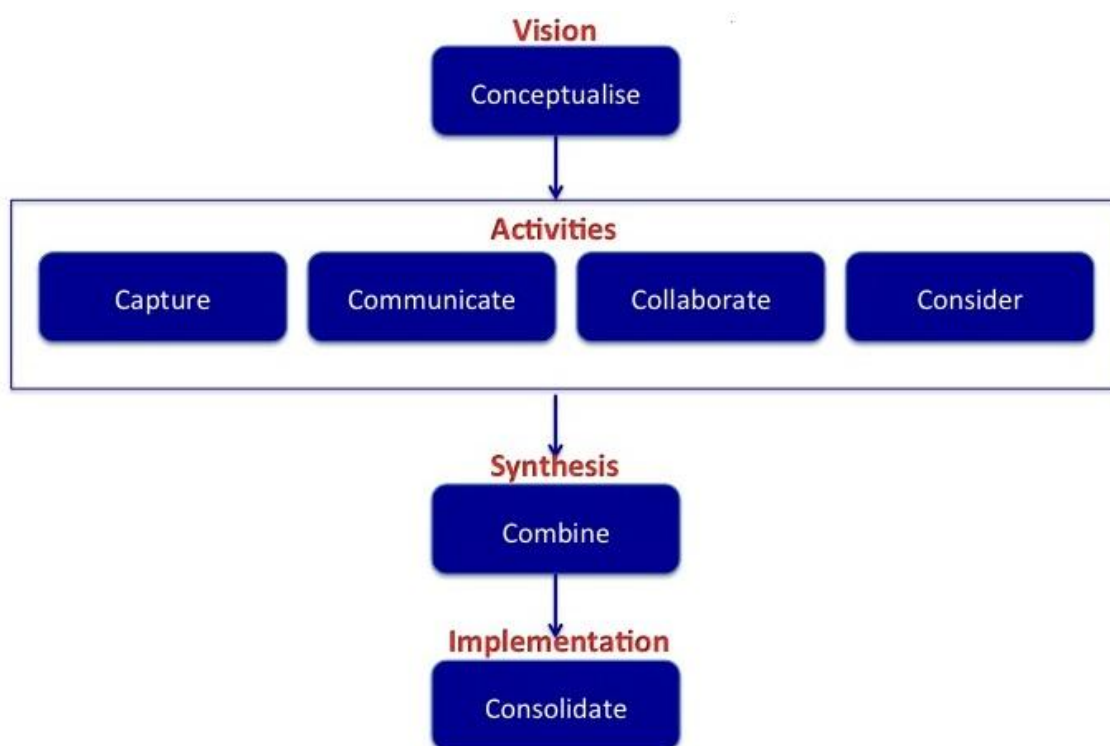 Vision
Conceptualise
Activities
Capture Communicate Collaborate Consider
Synthesis
Combine
Implementation
Consolidate